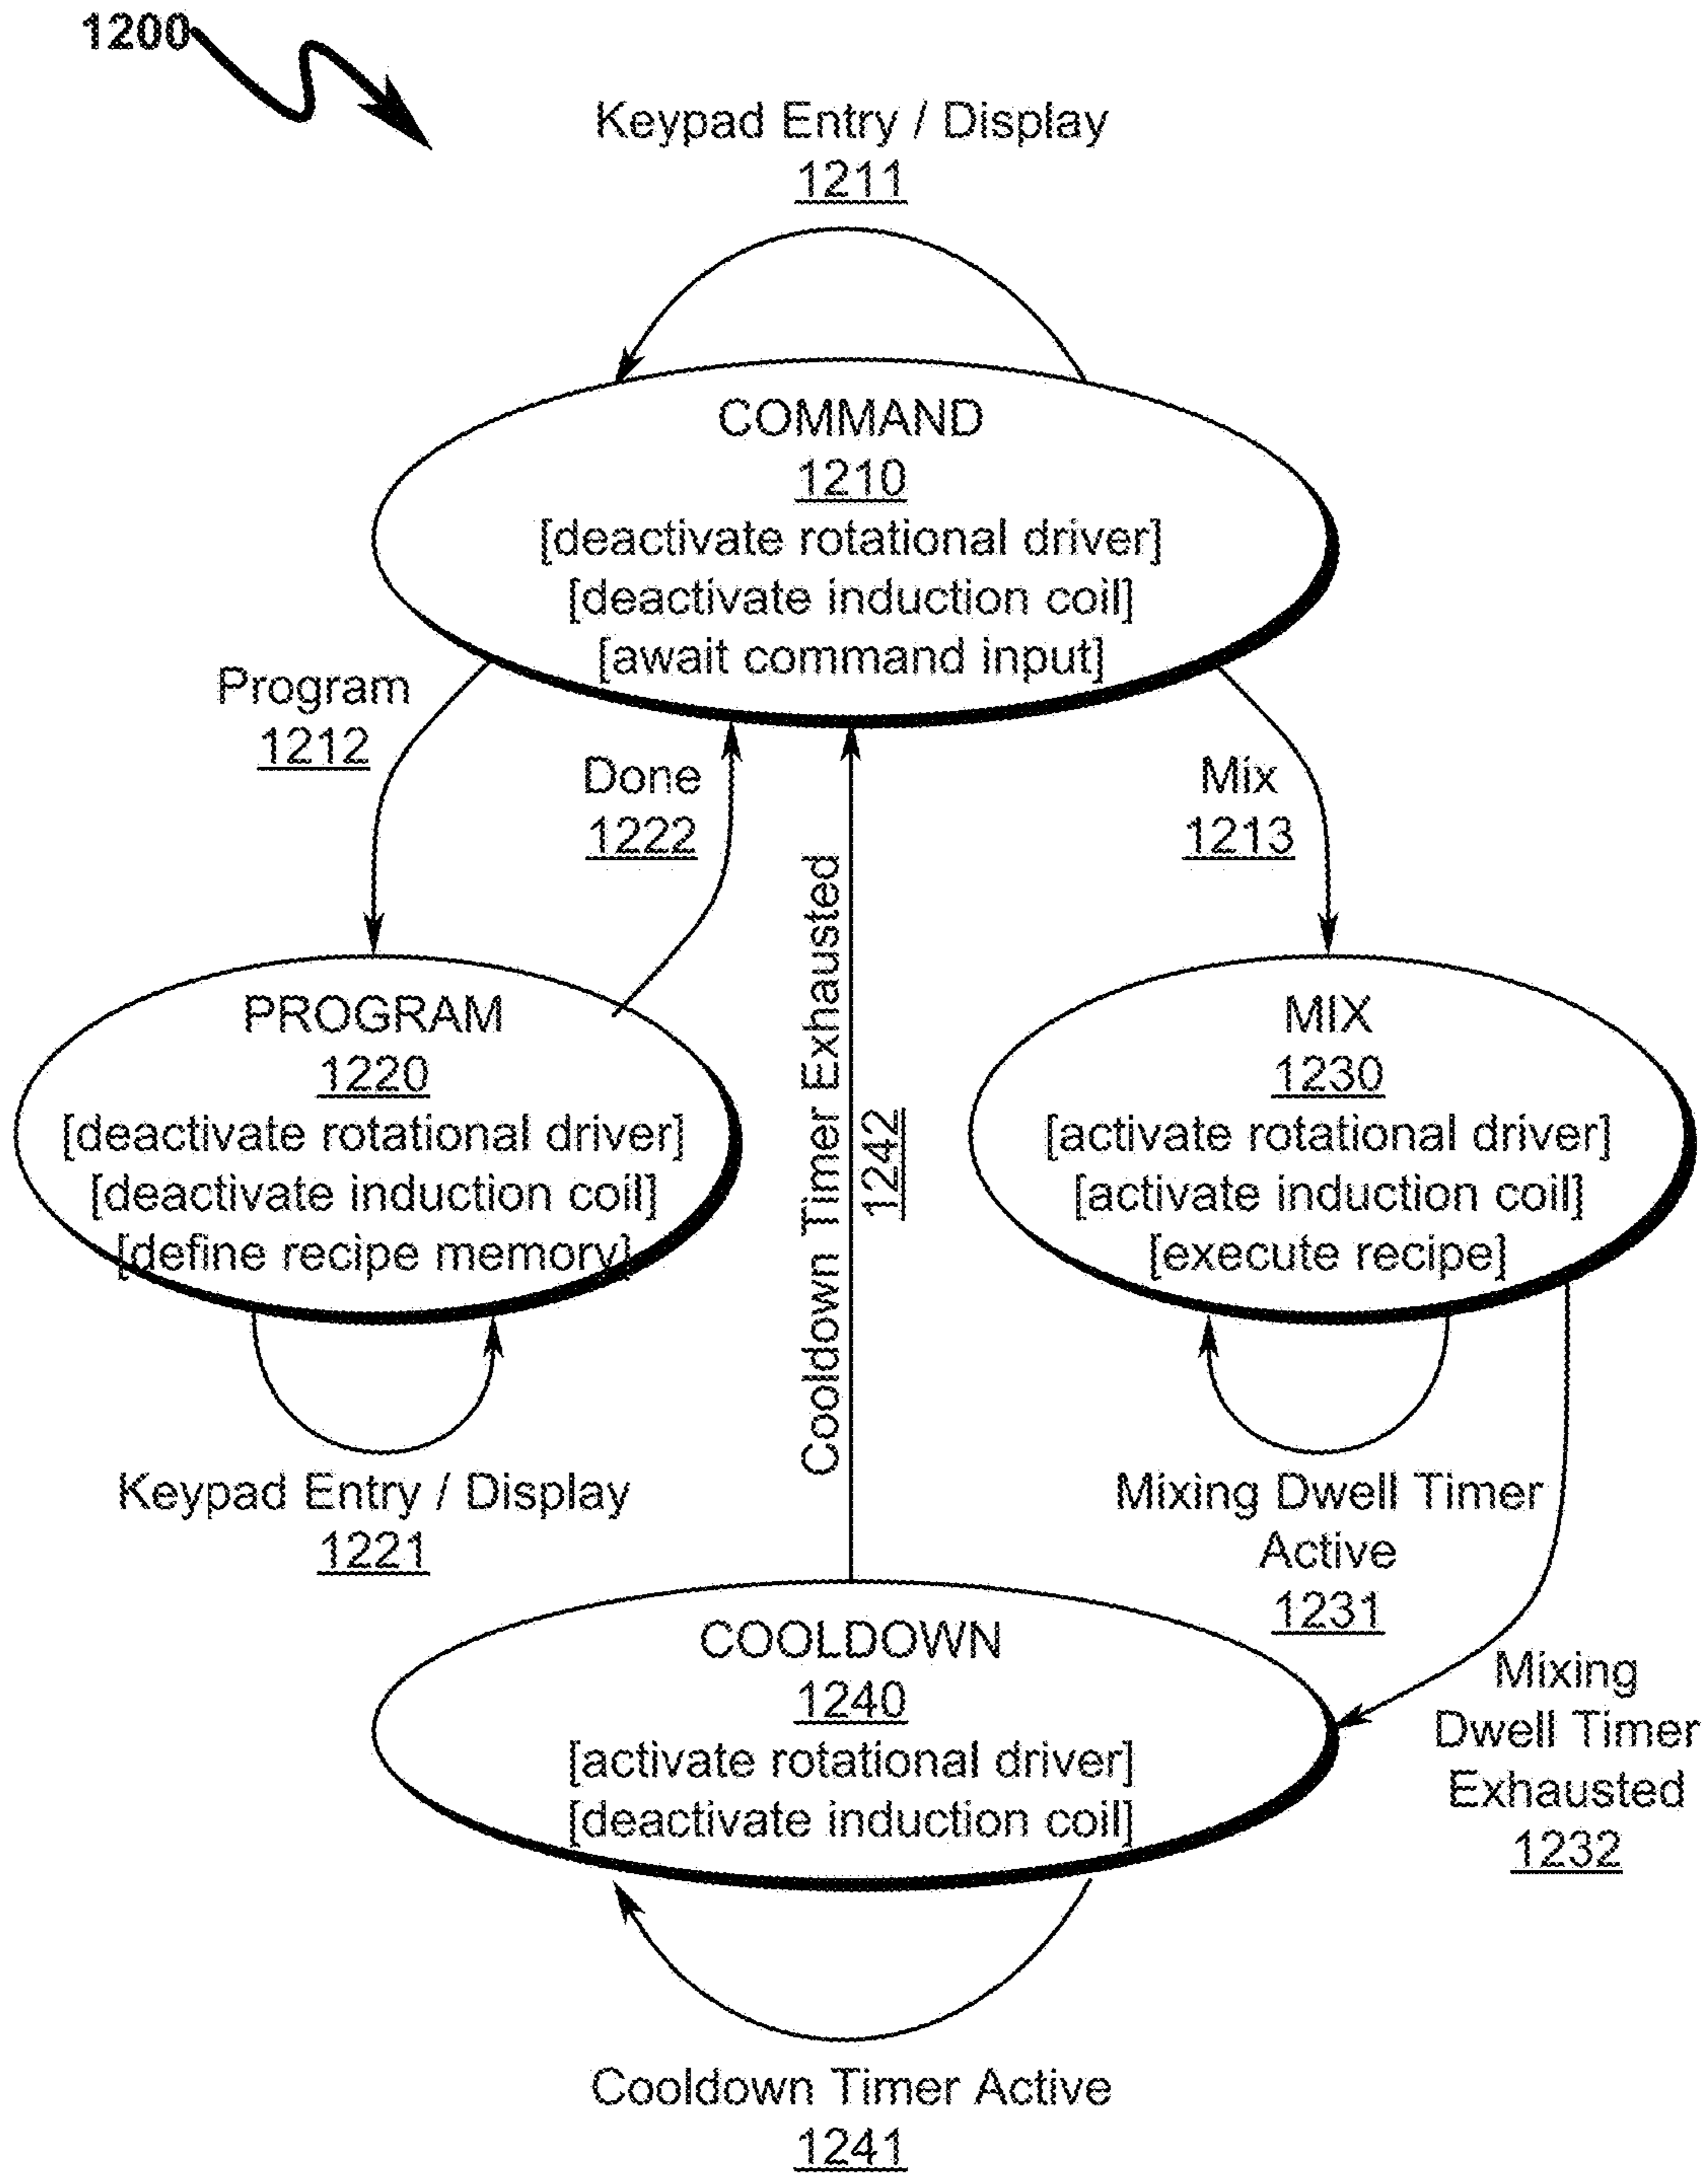 1200
Keypad Entry / Display
1211
COMMAND
1210
[deactivate rotational driver]
[deactivate induction coil]
[await command input]
Program
1212
Done
1222
Mix
1213
Cooldown Timer Exhausted
1242
PROGRAM
1220
[deactivate rotational driver]
[deactivate induction coil]
[define recipe memory]
MIX
1230
[activate rotational driver]
[activate induction coil]
[execute recipe]
Keypad Entry / Display
1221
Mixing Dwell Timer
Active
1231
Mixing
Dwell Timer
Exhausted
1232
COOLDOWN
1240
[activate rotational driver]
[deactivate induction coil]
Cooldown Timer Active
1241